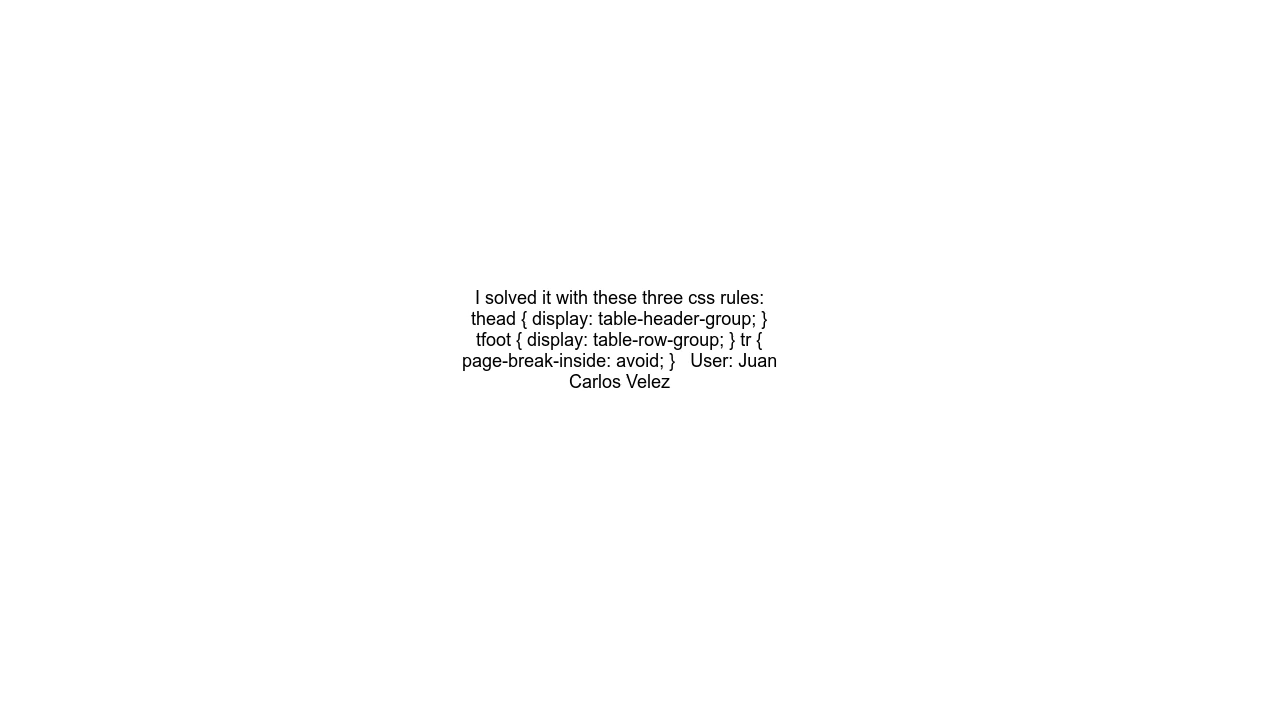 I solved it with these three css rules:
thead { display: table-header-group; }
tfoot { display: table-row-group; } tr {
page-break-inside: avoid; }   User: Juan
Carlos Velez